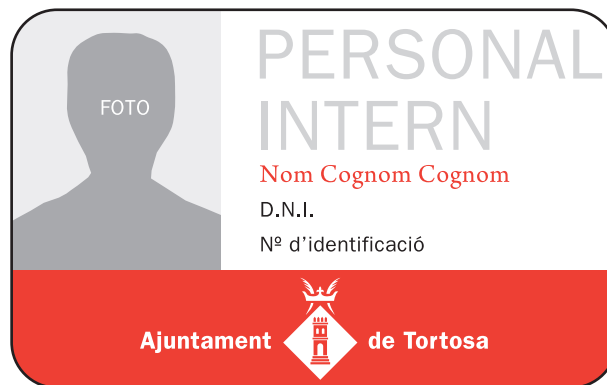 FOTO
PERSONAL
INTERN
Nom Cognom Cognom
D.N.I.
Nº d'identificació
Ajuntament de Tortosa